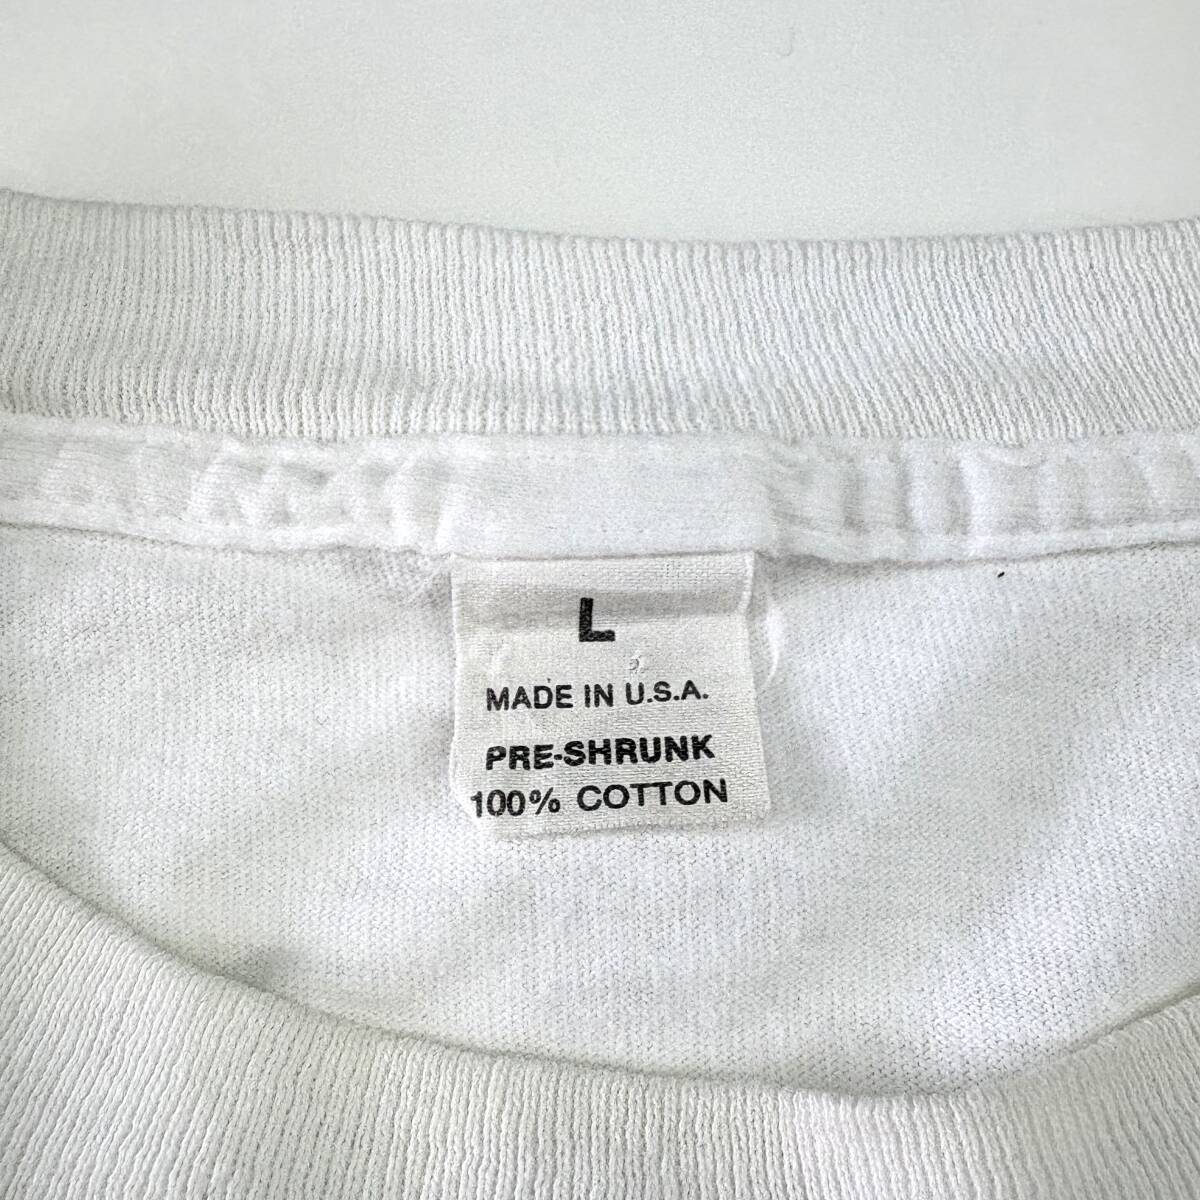 L
MADE IN U.S.A.
PRE-SHRUNK
100% COTTON